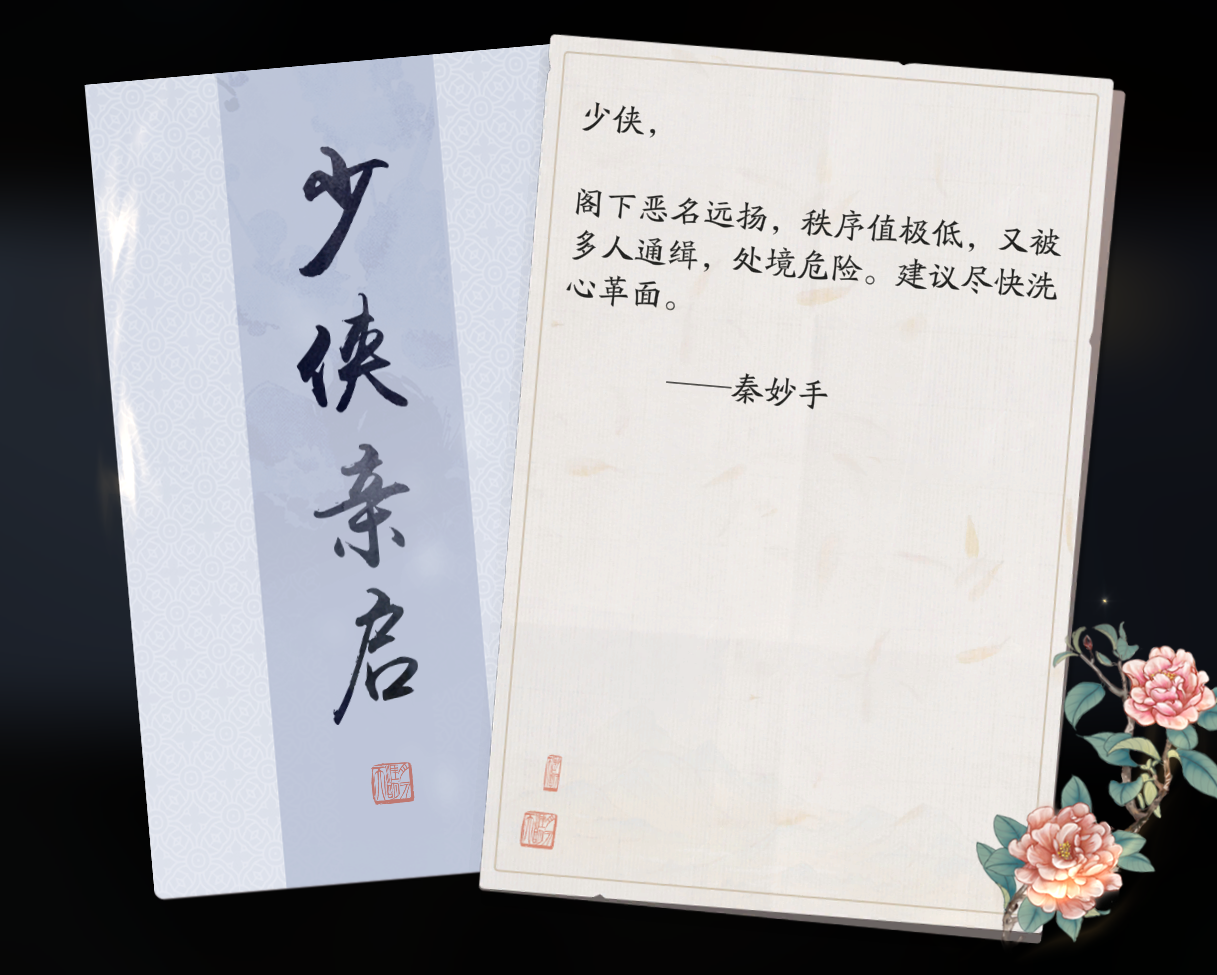 少侠亲启
少侠，
阁下恶名远扬，秩序值极低，又被
多人通缉，处境危险。建议尽快洗
心革面。
——秦妙手